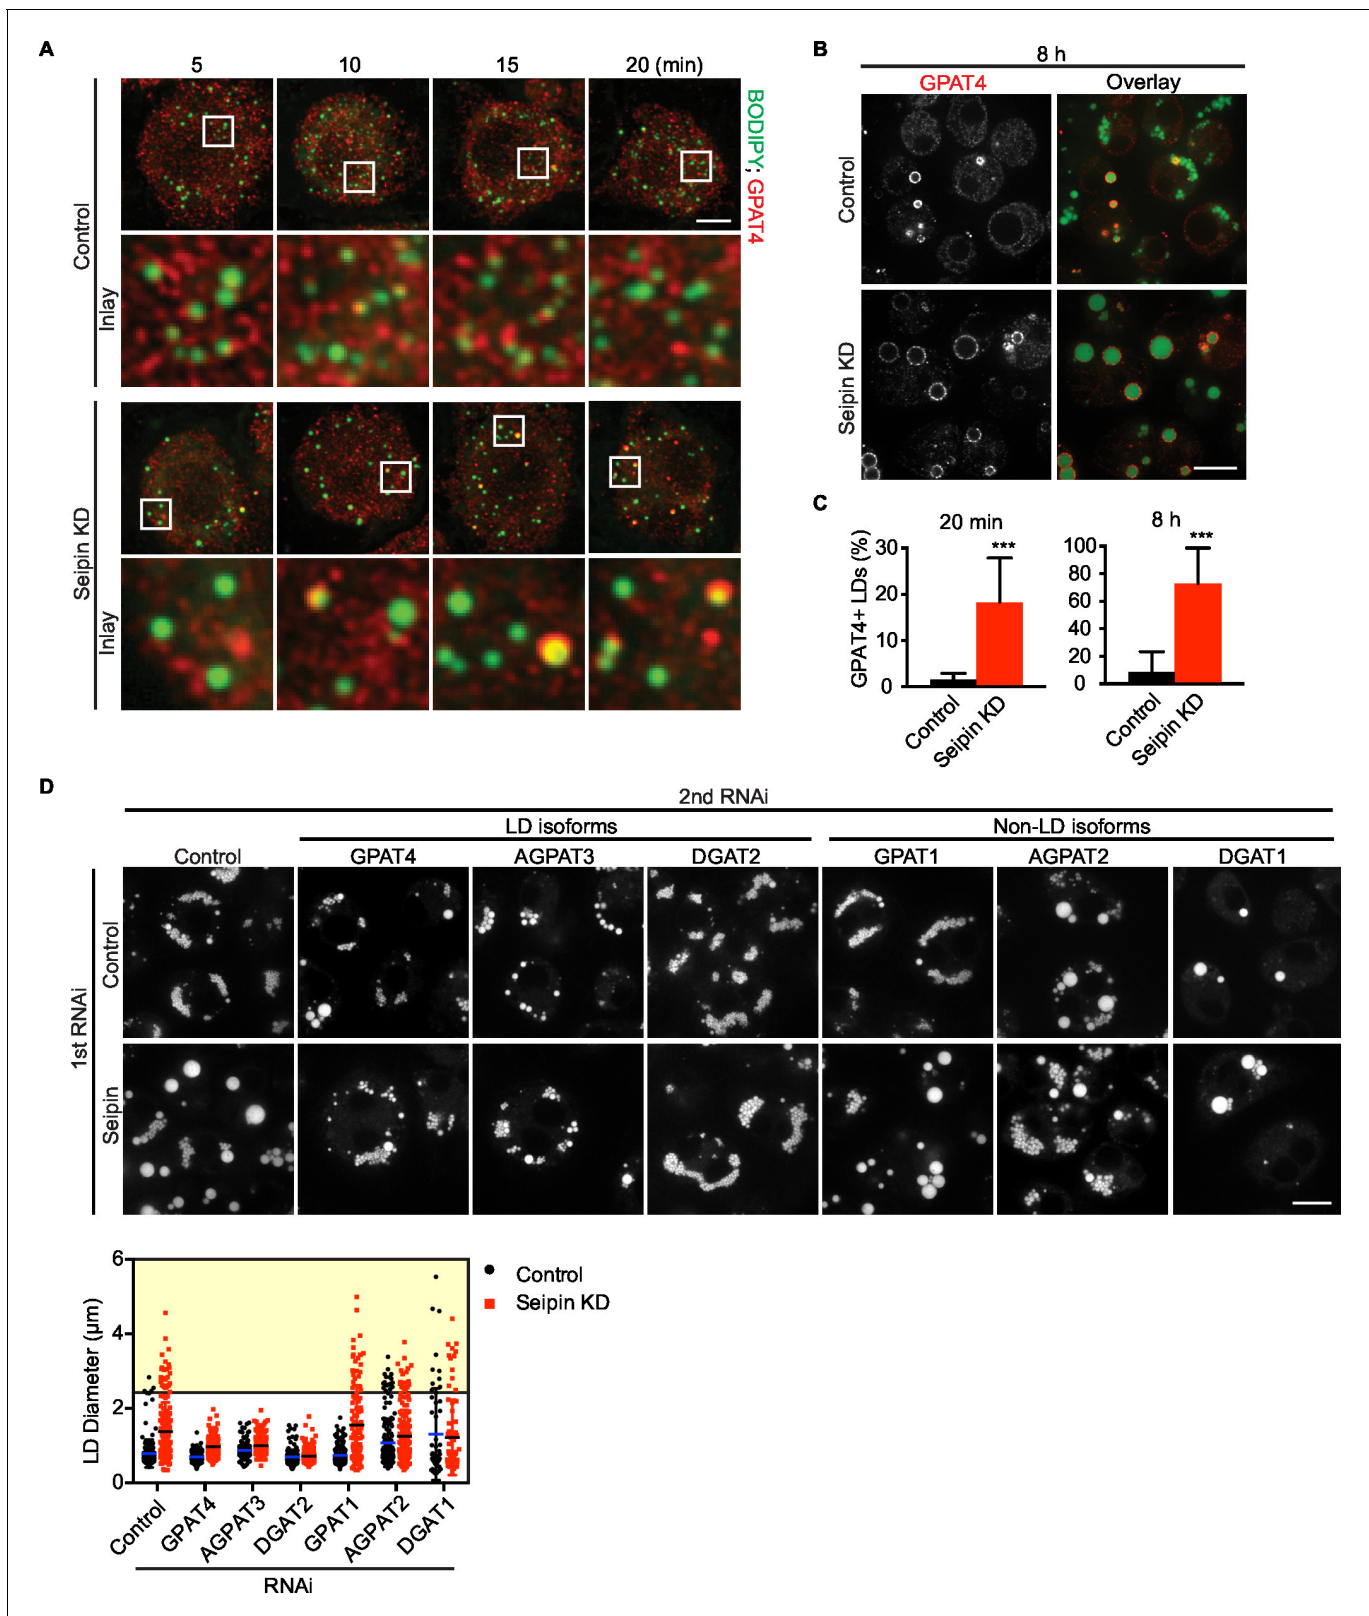 A
5 10 15 20 (min)
Control
Inlay
Seipin KD
Inlay
BODIPY; GPAT4
B
8 h
GPAT4 Overlay
Control
Seipin KD
C
20 min
GPAT4+ LDs (%)
30
20
10
0
***
Control
Seipin KD
8 h
100
80
60
40
20
0
***
Control
Seipin KD
D
2nd RNAi
LD isoforms Non-LD isoforms
Control GPAT4 AGPAT3 DGAT2 GPAT1 AGPAT2 DGAT1
1st RNAi
Control
Seipin
LD Diameter (µm)
6
4
2
0
Control
Seipin KD
Control
GPAT4
AGPAT3
DGAT2
GPAT1
AGPAT2
DGAT1
RNAi